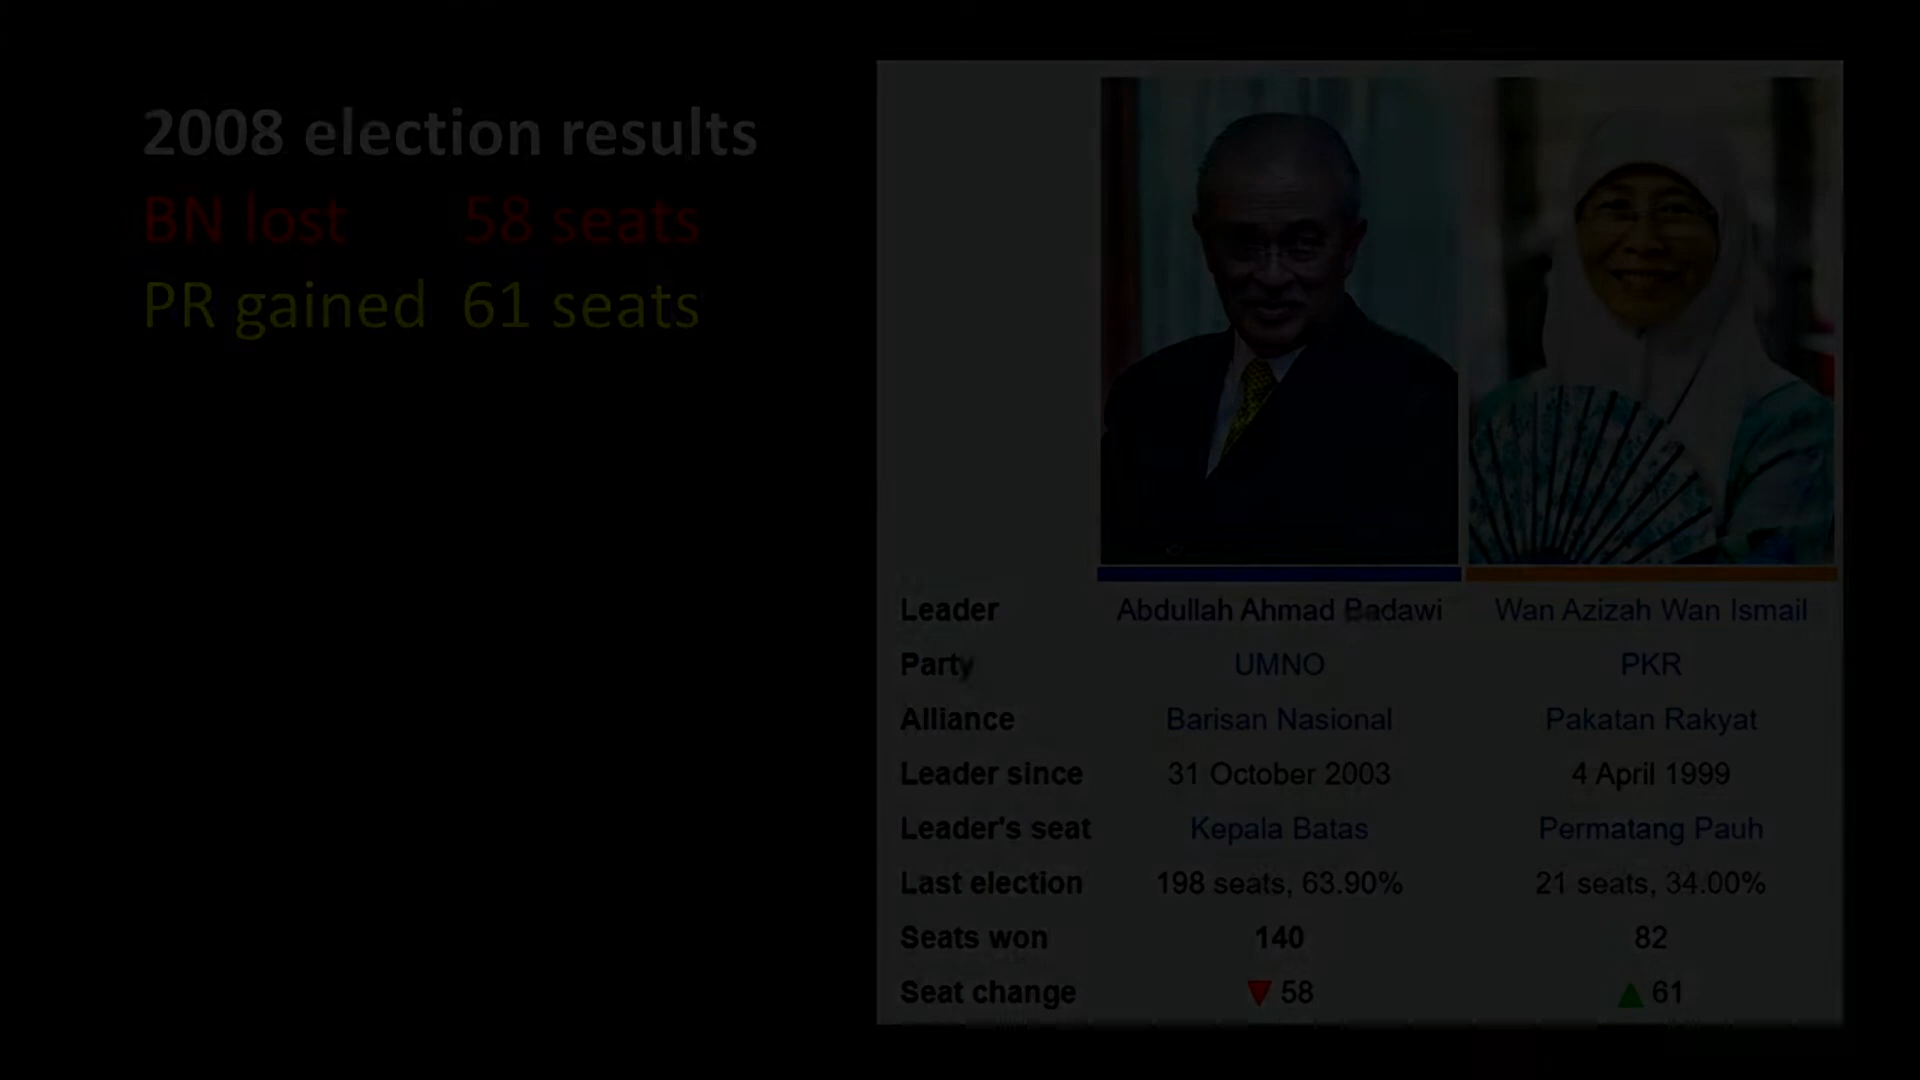 2008 election results
BN lost 58 seats
PR gained 61 seats
Leader Abdullah Ahmad Badawi Wan Azizah Wan Ismail
Party UMNO PKR
Alliance Barisan Nasional Pakatan Rakyat
Leader since 31 October 2003 4 April 1999
Leader's seat Kepala Batas Permatang Pauh
Last election 198 seats, 63.90% 21 seats, 34.00%
Seats won 140 82
Seat change ▼ 58 ▲ 61